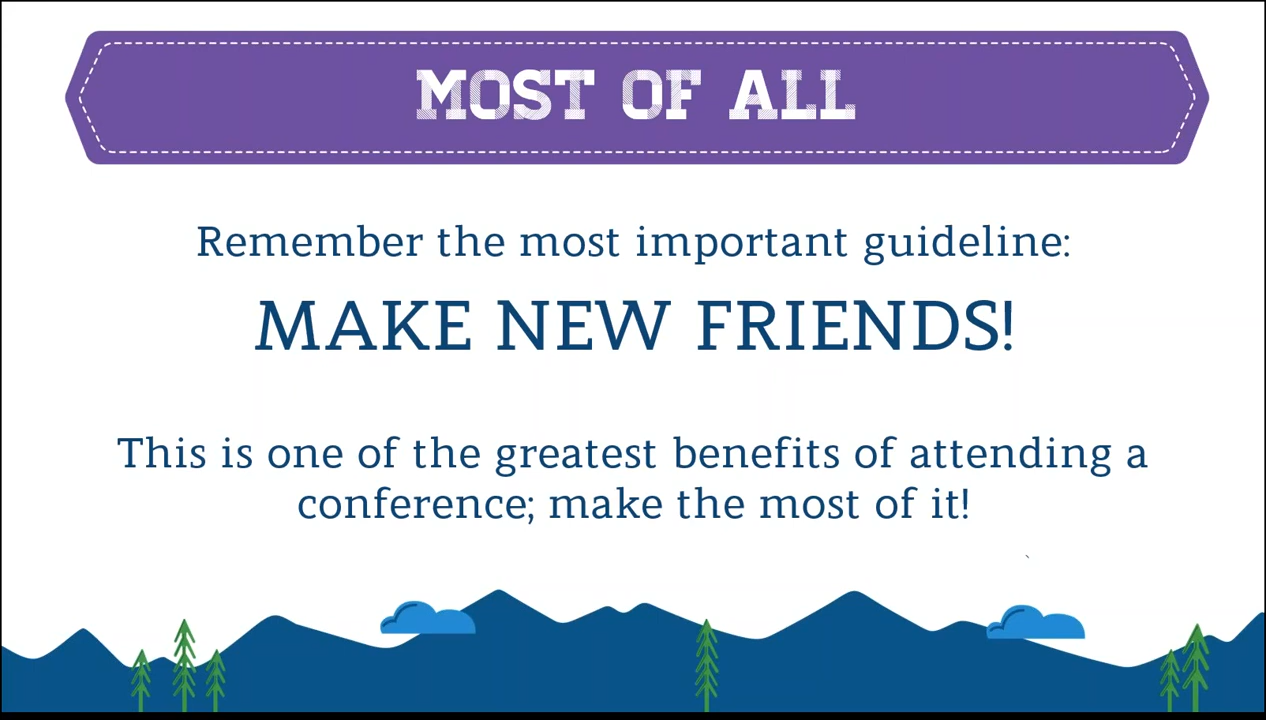 MOST OF ALL
Remember the most important guideline:
MAKE NEW FRIENDS!
This is one of the greatest benefits of attending a
conference; make the most of it!
`